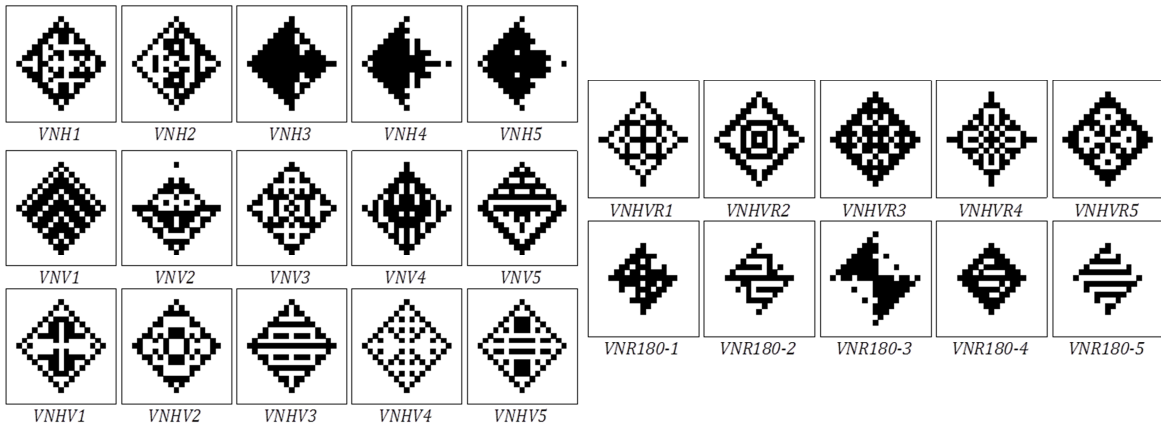 VNH1 VNH2 VNH3 VNH4 VNH5
VNV1 VNV2 VNV3 VNV4 VNV5
VNHV1 VNHV2 VNHV3 VNHV4 VNHV5
VNHVR1 VNHVR2 VNHVR3 VNHVR4 VNHVR5
VNR180-1 VNR180-2 VNR180-3 VNR180-4 VNR180-5